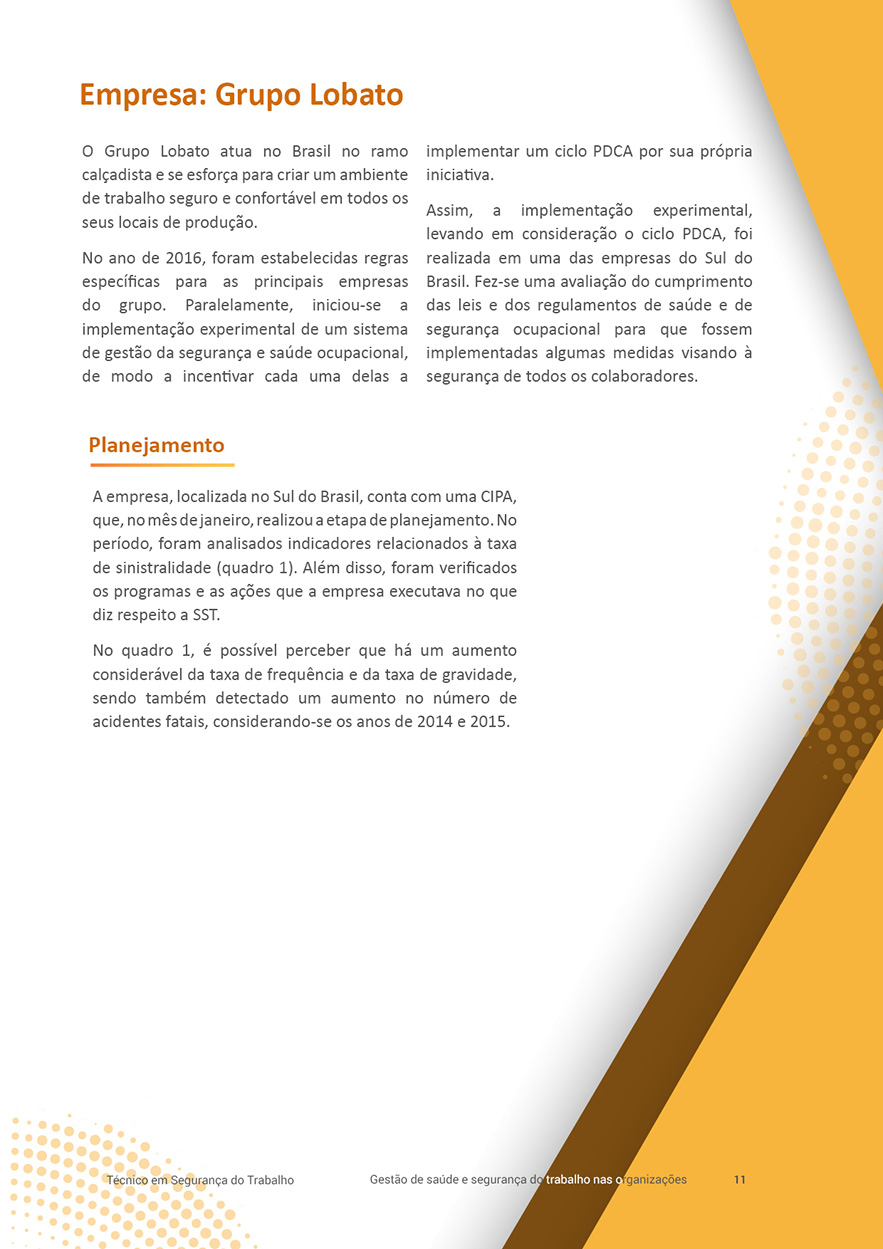 Empresa: Grupo Lobato
O Grupo Lobato atua no Brasil no ramo
calçadista e se esforça para criar um ambiente
de trabalho seguro e confortável em todos os
seus locais de produção.
No ano de 2016, foram estabelecidas regras
específicas para as principais empresas
do grupo. Paralelamente, iniciou-se a
implementação experimental de um sistema
de gestão da segurança e saúde ocupacional,
de modo a incentivar cada uma delas a
implementar um ciclo PDCA por sua própria
iniciativa.
Assim, a implementação experimental,
levando em consideração o ciclo PDCA, foi
realizada em uma das empresas do Sul do
Brasil. Fez-se uma avaliação do cumprimento
das leis e dos regulamentos de saúde e de
segurança ocupacional para que fossem
implementadas algumas medidas visando à
segurança de todos os colaboradores.
Planejamento
A empresa, localizada no Sul do Brasil, conta com uma CIPA,
que, no mês de janeiro, realizou a etapa de planejamento. No
período, foram analisados indicadores relacionados à taxa
de sinistralidade (quadro 1). Além disso, foram verificados
os programas e as ações que a empresa executava no que
diz respeito a SST.
No quadro 1, é possível perceber que há um aumento
considerável da taxa de frequência e da taxa de gravidade,
sendo também detectado um aumento no número de
acidentes fatais, considerando-se os anos de 2014 e 2015.
Técnico em Segurança do Trabalho
Gestão de saúde e segurança do trabalho nas organizações
11